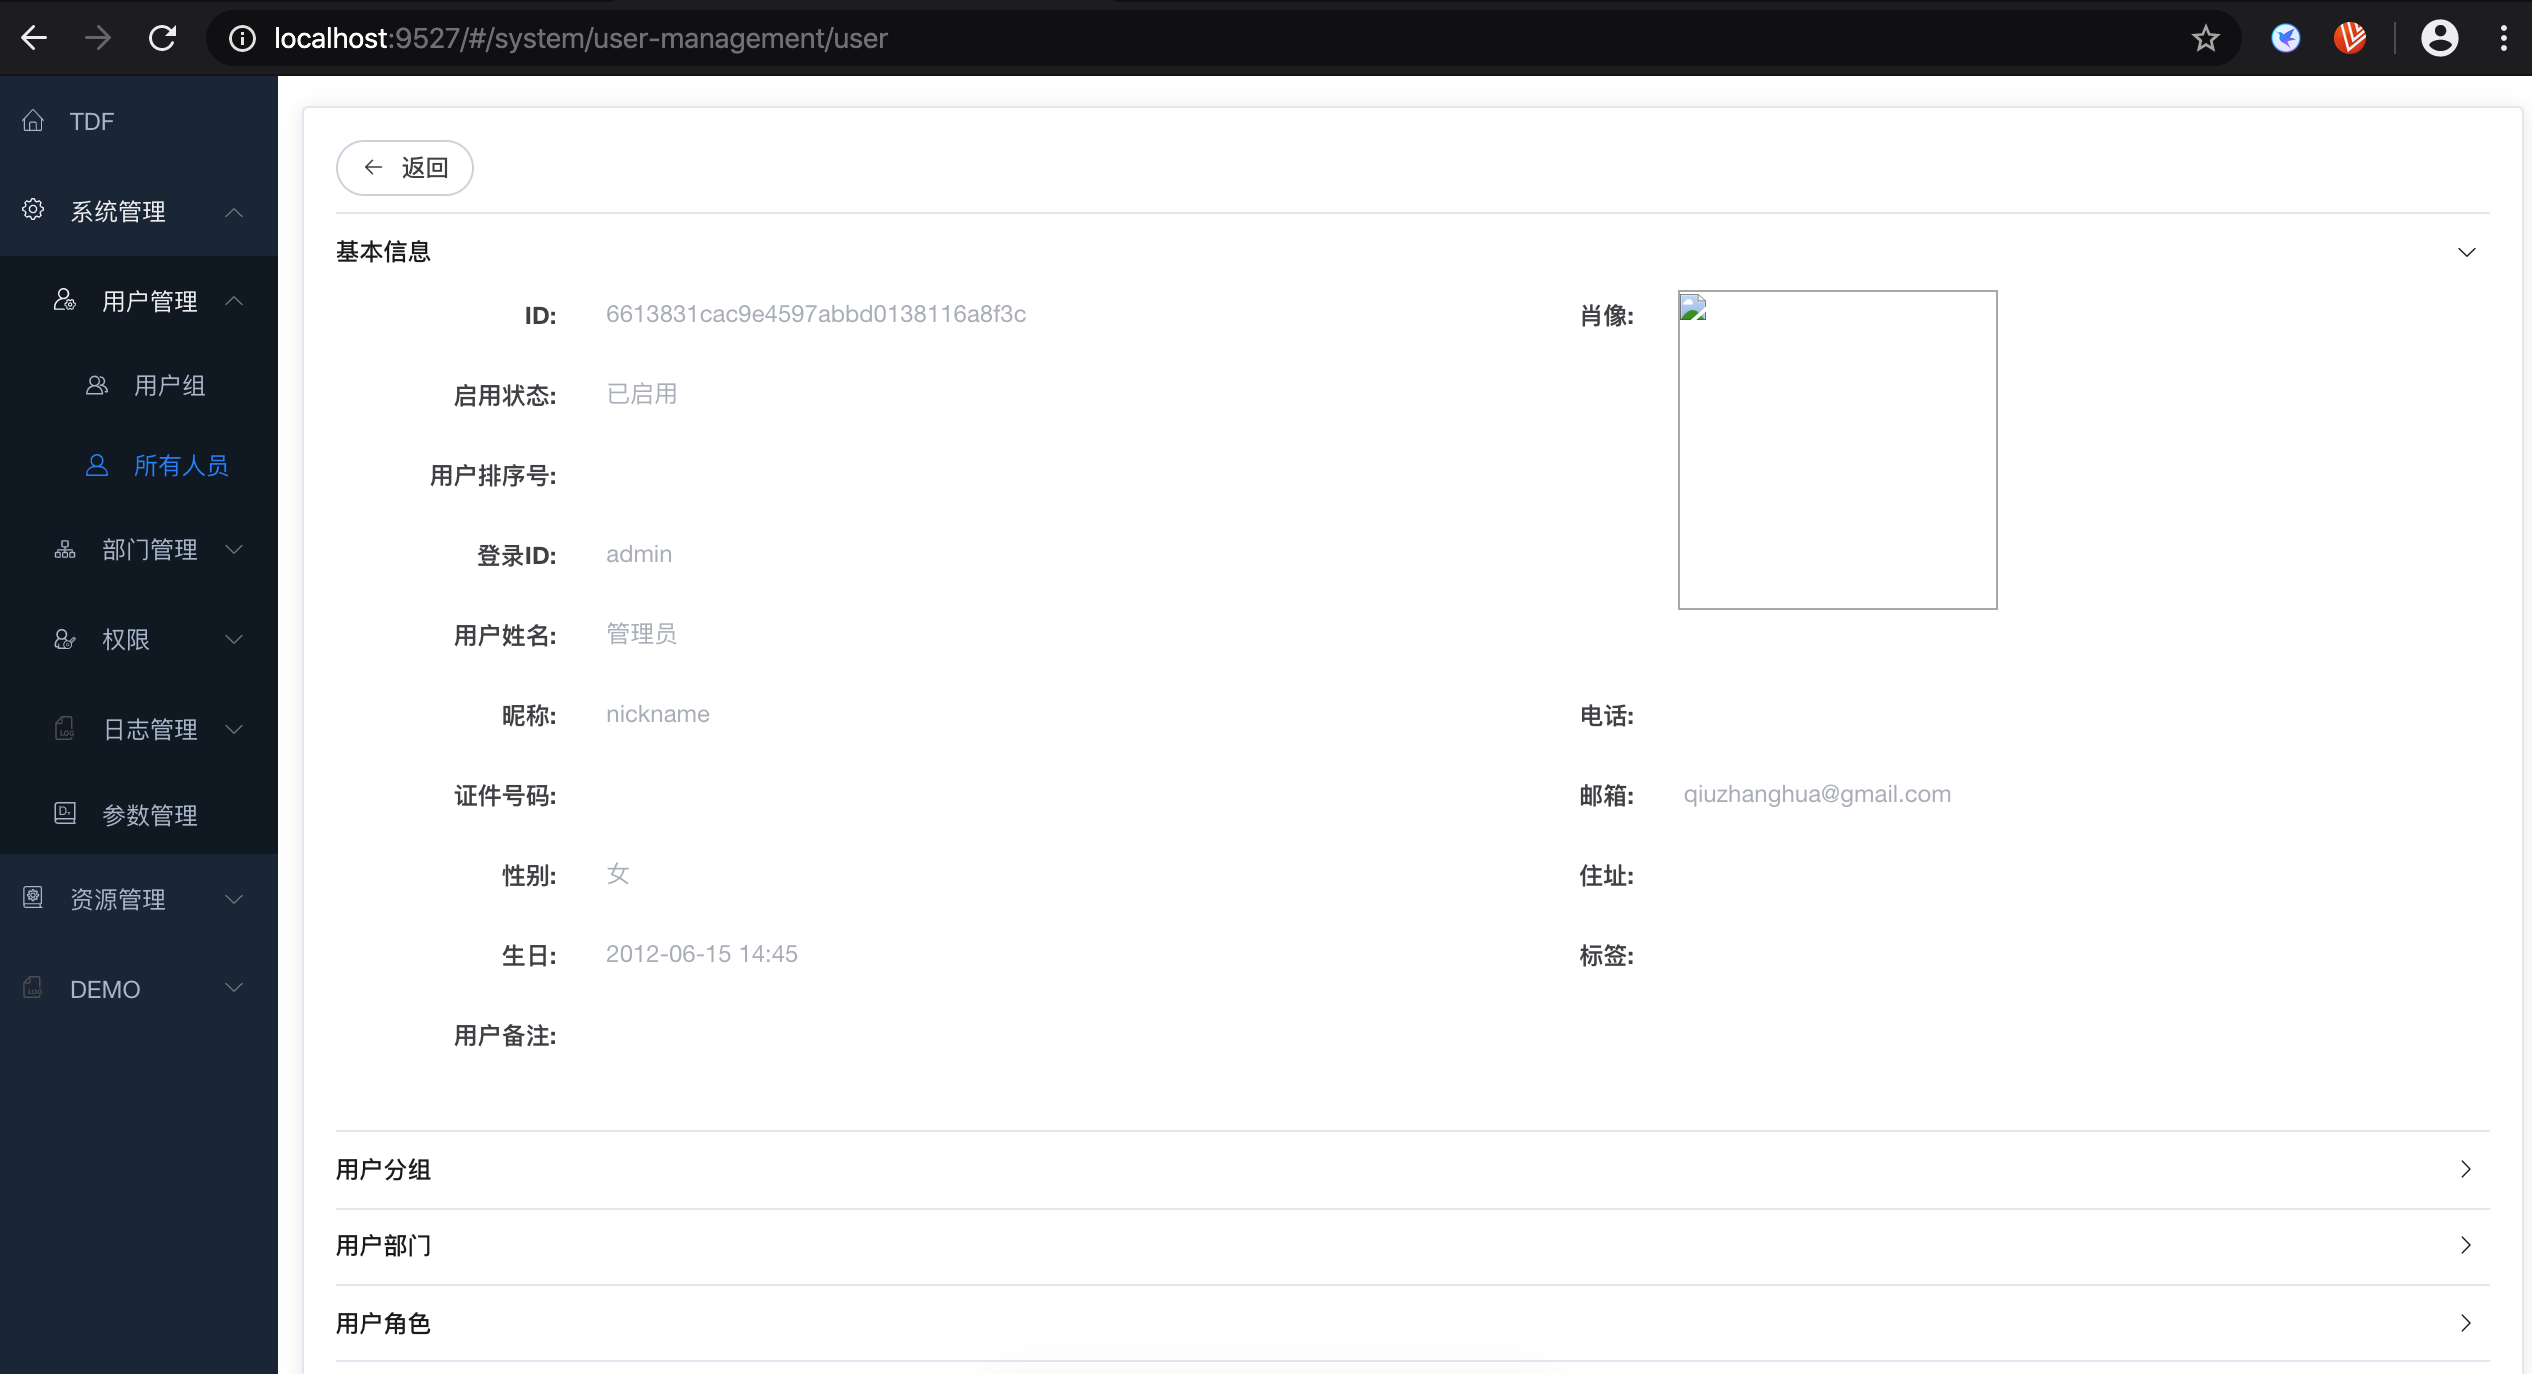 localhost:9527/#/system/user-management/user
TDF
系统管理
用户管理
用户组
所有人员
部门管理
权限
日志管理
参数管理
资源管理
DEMO
返回
基本信息
ID: 6613831cac9e4597abbd0138116a8f3c
肖像:
启用状态: 已启用
用户排序号:
登录ID: admin
用户姓名: 管理员
昵称: nickname
电话:
证件号码:
邮箱: qiuzhanghua@gmail.com
性别: 女
住址:
生日: 2012-06-15 14:45
标签:
用户备注:
用户分组
用户部门
用户角色